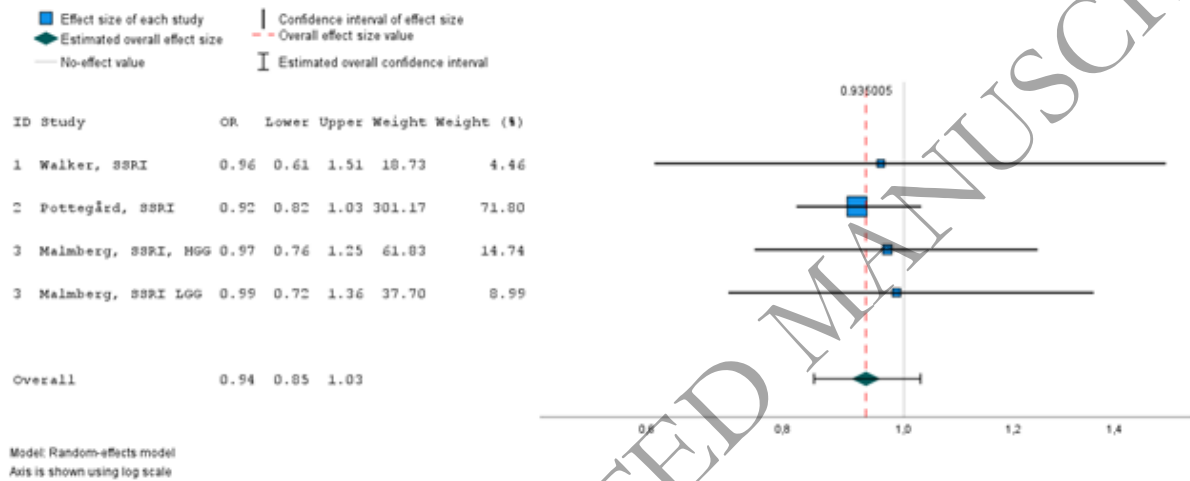 Effect size of each study
Confidence interval of effect size
Estimated overall effect size
Overall effect size value
No-effect value
Estimated overall confidence interval
ID Study OR Lower Upper Weight Weight (%)
1 Walker, SSRI 0.96 0.61 1.51 18.73 4.46
2 Pottegård, SSRI 0.92 0.82 1.03 301.17 71.80
3 Malmberg, SSRI, HGG 0.97 0.76 1.25 61.83 14.74
3 Malmberg, SSRI LGG 0.99 0.72 1.36 37.70 8.99
Overall 0.94 0.85 1.03
0.935005
0,6 0,8 1,0 1,2 1,4
Model: Random-effects model
Axis is shown using log scale
TED MANUSC